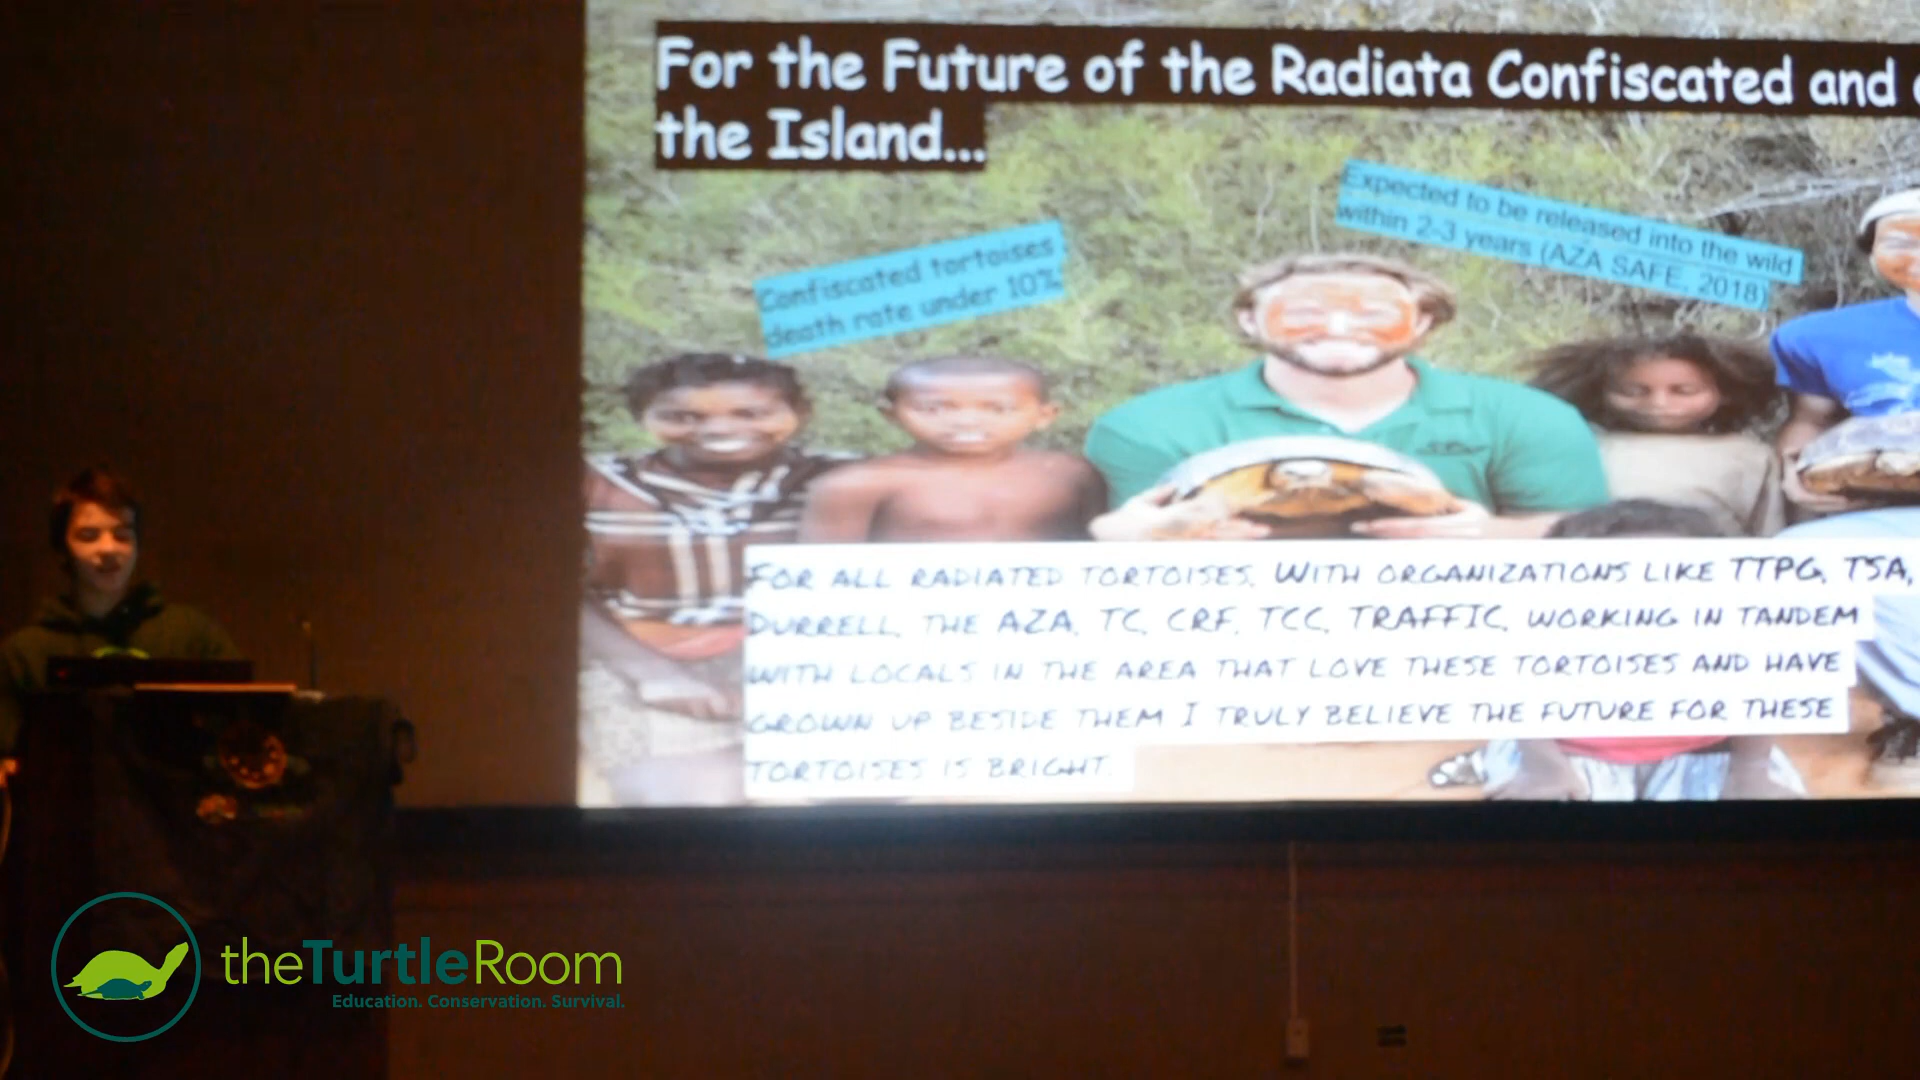 For the Future of the Radiata Confiscated and
the Island...
Expected to be released into the wild
within 2-3 years (AZA SAFE, 2018)
Confiscated tortoises
death rate under 10%
FOR ALL RADIATED TORTOISES. WITH ORGANIZATIONS LIKE TTPG, TSA,
DURRELL, THE AZA, TC, CRF, TCC, TRAFFIC, WORKING IN TANDEM
WITH LOCALS IN THE AREA THAT LOVE THESE TORTOISES AND HAVE
GROWN UP BESIDE THEM I TRULY BELIEVE THE FUTURE FOR THESE
TORTOISES IS BRIGHT.
theTurtleRoom
Education. Conservation. Survival.